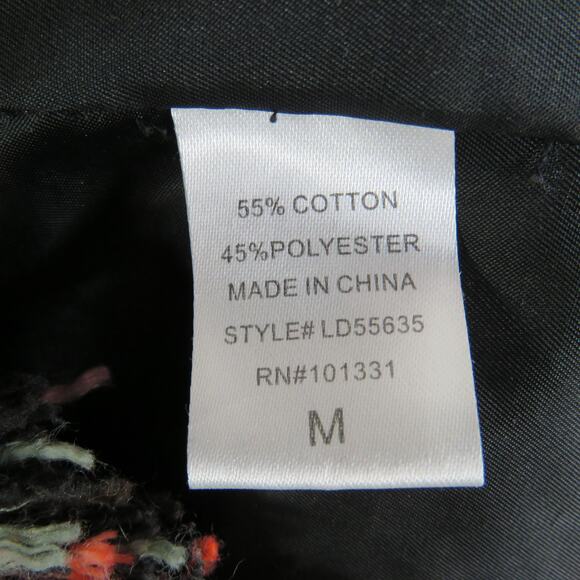 55% COTTON
45%POLYESTER
MADE IN CHINA
STYLE# LD55635
RN#101331
M